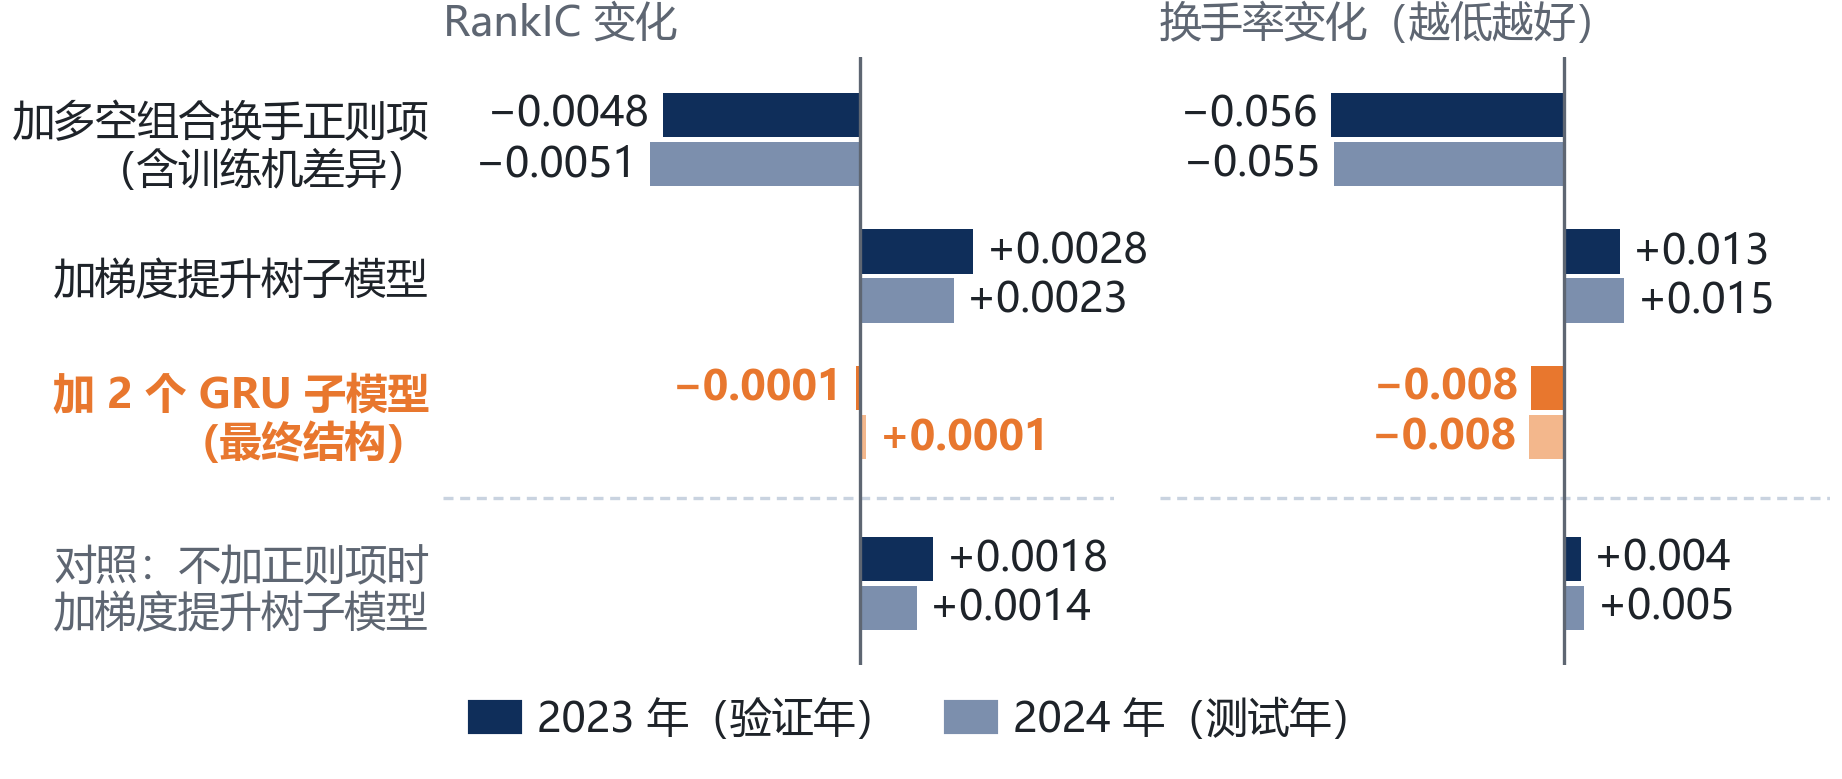 RankIC 变化
换手率变化（越低越好）
加多空组合换手正则项
（含训练机差异）
−0.0048
−0.0051
−0.056
−0.055
加梯度提升树子模型
+0.0028
+0.0023
+0.013
+0.015
加 2 个 GRU 子模型
（最终结构）
−0.0001
+0.0001
−0.008
−0.008
对照：不加正则项时
加梯度提升树子模型
+0.0018
+0.0014
+0.004
+0.005
2023 年（验证年）
2024 年（测试年）